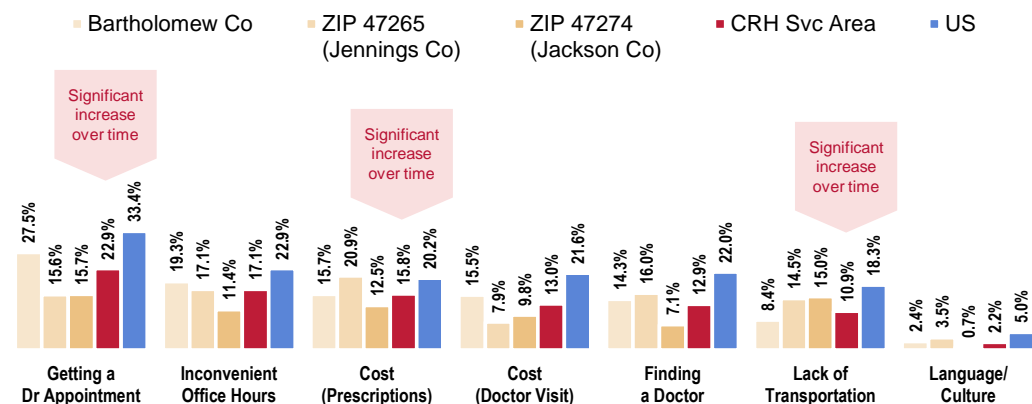 Bartholomew Co
ZIP 47265
(Jennings Co)
ZIP 47274
(Jackson Co)
CRH Svc Area
US
Significant
increase
over time
Significant
increase
over time
Significant
increase
over time
27.5%
15.6%
15.7%
22.9%
33.4%
19.3%
17.1%
11.4%
17.1%
22.9%
15.7%
20.9%
12.5%
15.8%
20.2%
15.5%
7.9%
9.8%
13.0%
21.6%
14.3%
16.0%
7.1%
12.9%
22.0%
8.4%
14.5%
15.0%
10.9%
18.3%
2.4%
3.5%
0.7%
2.2%
5.0%
Getting a
Dr Appointment
Inconvenient
Office Hours
Cost
(Prescriptions)
Cost
(Doctor Visit)
Finding
a Doctor
Lack of
Transportation
Language/
Culture